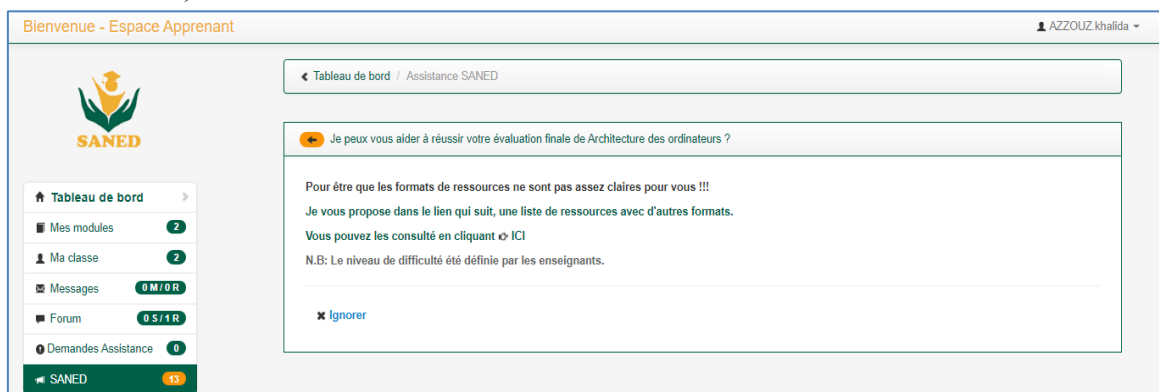 Bienvenue - Espace Apprenant
AZZOUZ.khalida
SANED
Tableau de bord / Assistance SANED
Je peux vous aider à réussir votre évaluation finale de Architecture des ordinateurs ?
Pour être que les formats de ressources ne sont pas assez claires pour vous !!!
Je vous propose dans le lien qui suit, une liste de ressources avec d'autres formats.
Vous pouvez les consulté en cliquant ICI
N.B: Le niveau de difficulté été définie par les enseignants.
Ignorer
Tableau de bord
Mes modules 2
Ma classe 2
Messages 0 M / 0 R
Forum 0 S / 1 R
Demandes Assistance 0
SANED 13